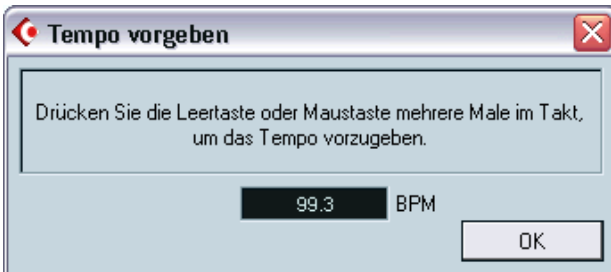 Tempo vorgeben
Drücken Sie die Leertaste oder Maustaste mehrere Male im Takt,
um das Tempo vorzugeben.
99.3 BPM
OK